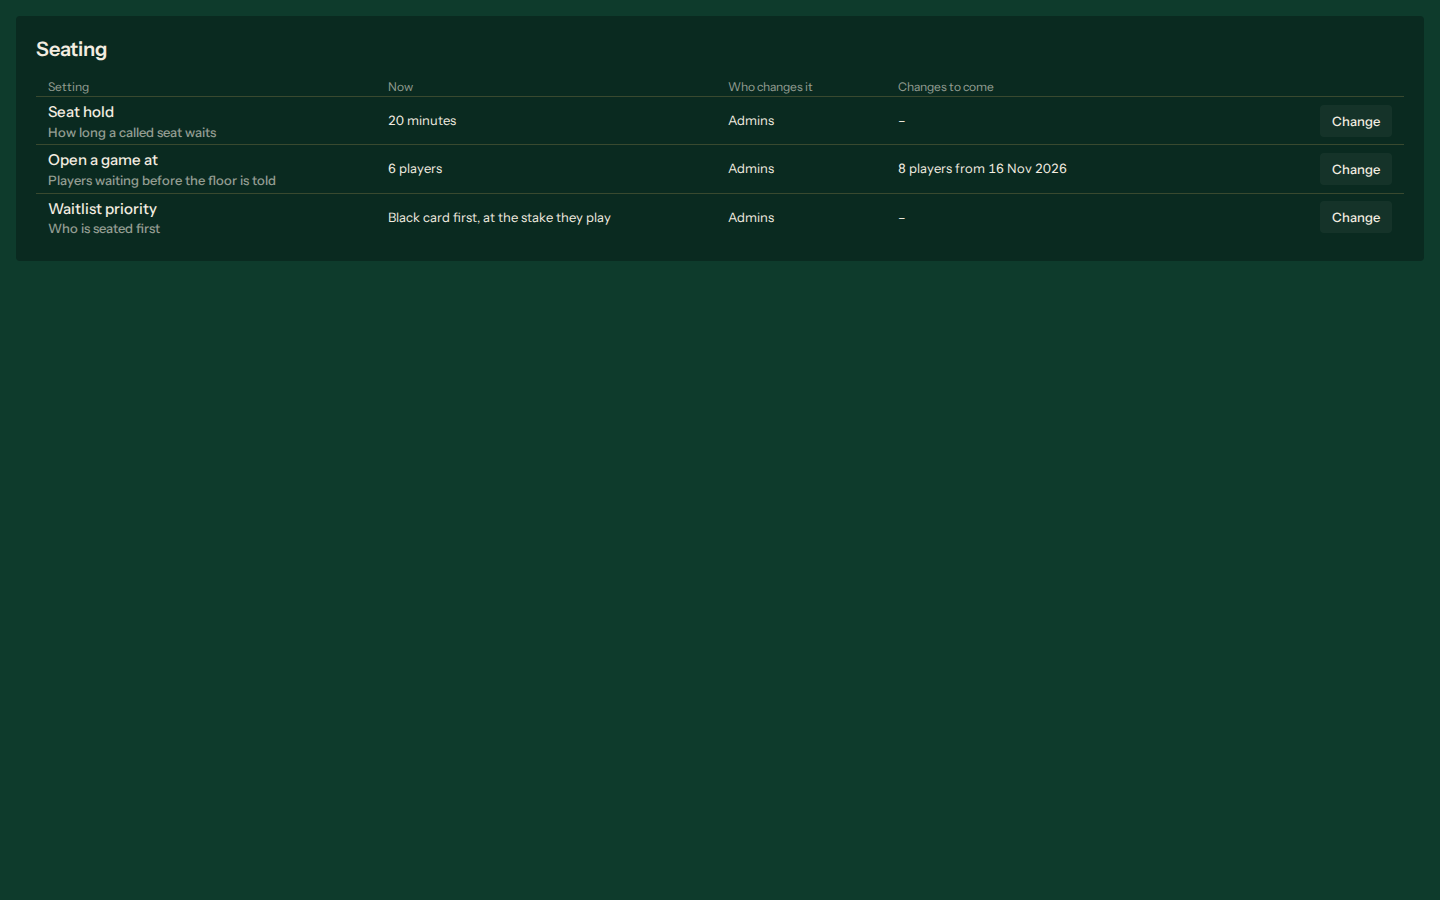 Seating
Setting Now Who changes it Changes to come
Seat hold
How long a called seat waits
20 minutes Admins – Change
Open a game at
Players waiting before the floor is told
6 players Admins 8 players from 16 Nov 2026 Change
Waitlist priority
Who is seated first
Black card first, at the stake they play Admins – Change